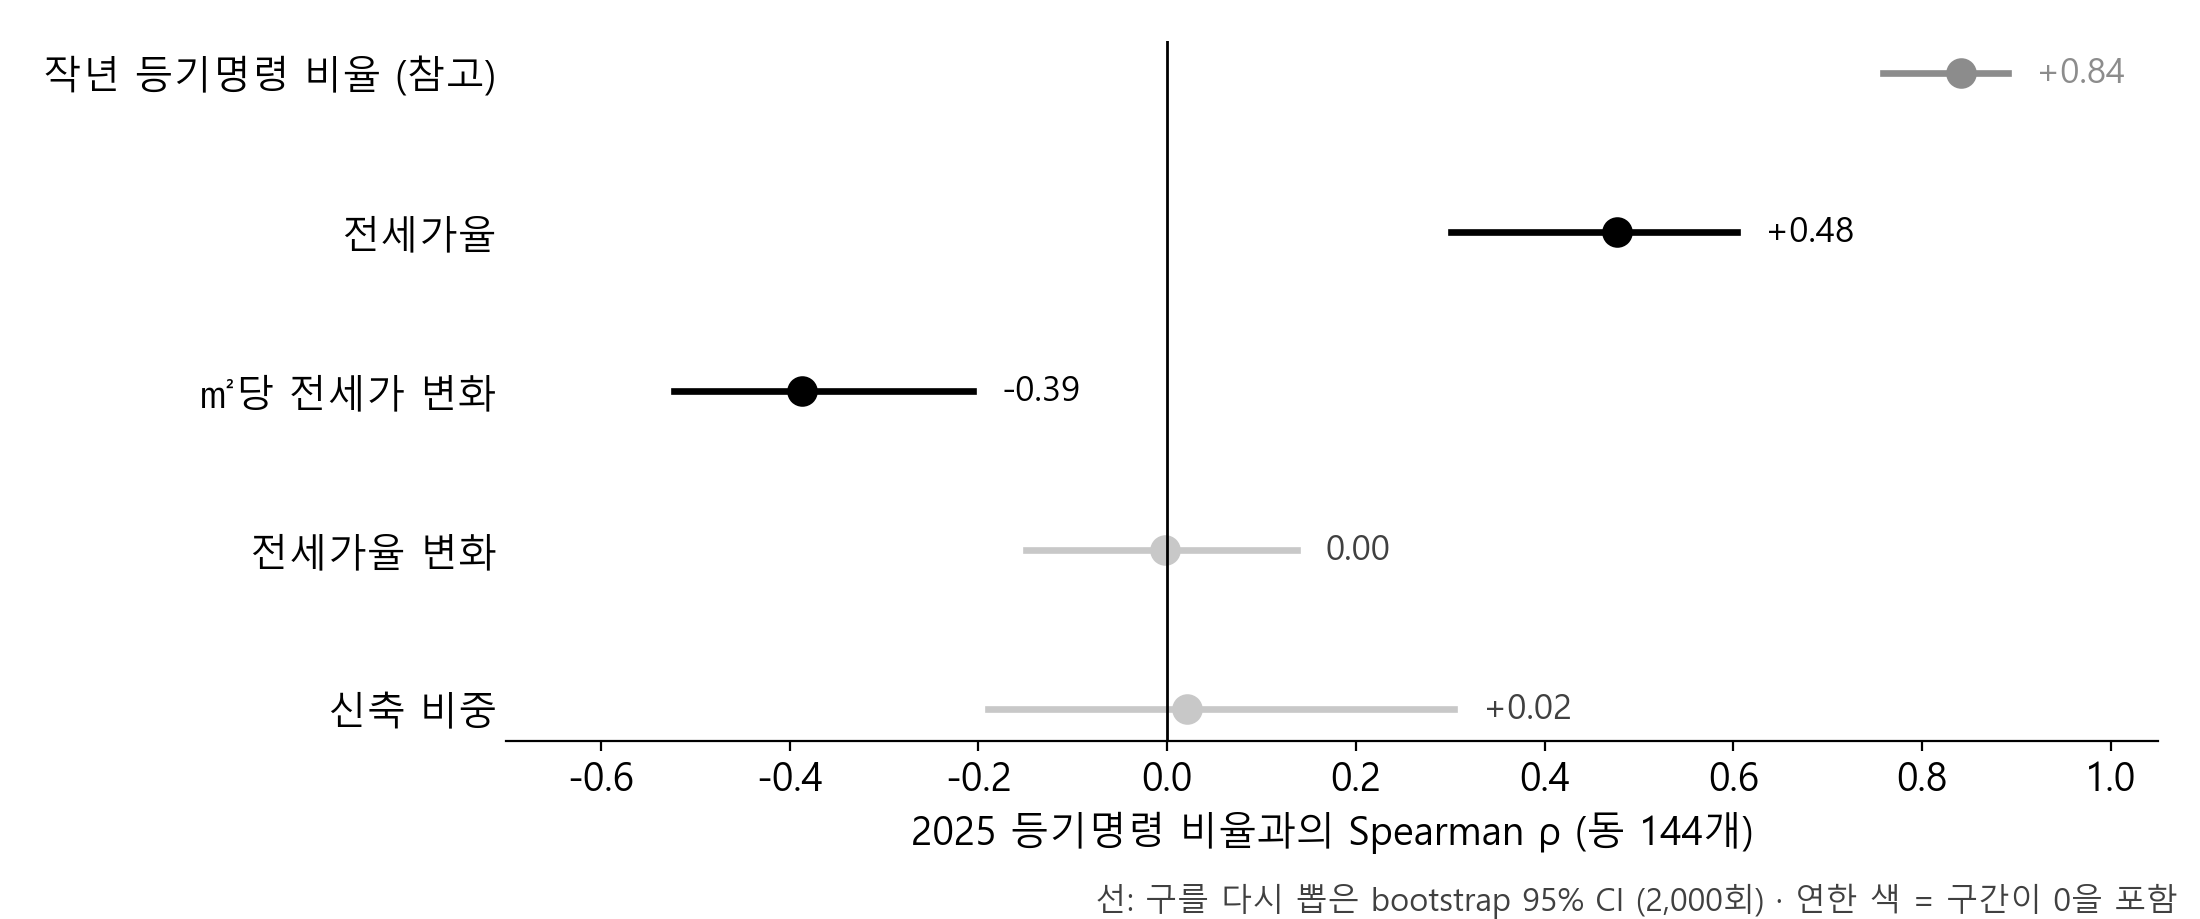 작년 등기명령 비율 (참고)
+0.84
전세가율
+0.48
㎡당 전세가 변화
-0.39
전세가율 변화
0.00
신축 비중
+0.02
-0.6 -0.4 -0.2 0.0 0.2 0.4 0.6 0.8 1.0
2025 등기명령 비율과의 Spearman ρ (동 144개)
선: 구를 다시 뽑은 bootstrap 95% CI (2,000회) · 연한 색 = 구간이 0을 포함